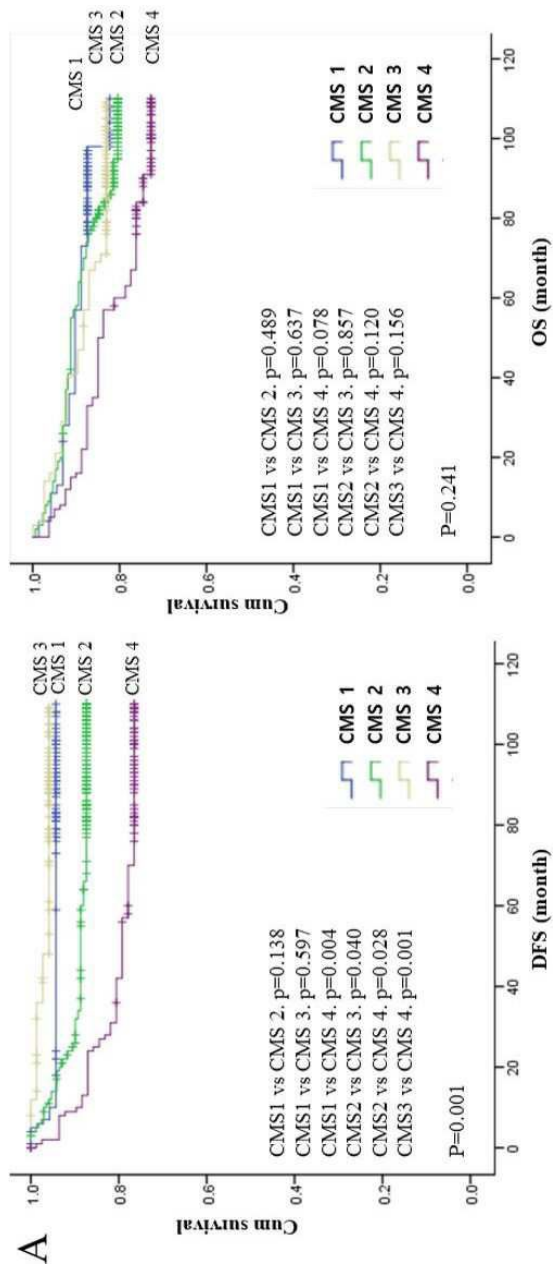 A
Cum survival
1.0
0.8
0.6
0.4
0.2
0.0
CMS 3
CMS 1
CMS 2
CMS 4
CMS 1
CMS 2
CMS 3
CMS 4
CMS1 vs CMS 2. p=0.138
CMS1 vs CMS 3. p=0.597
CMS1 vs CMS 4. p=0.004
CMS2 vs CMS 3. p=0.040
CMS2 vs CMS 4. p=0.028
CMS3 vs CMS 4. p=0.001
P=0.001
0 20 40 60 80 100 120
DFS (month)
Cum survival
1.0
0.8
0.6
0.4
0.2
0.0
CMS 1
CMS 3
CMS 2
CMS 4
CMS 1
CMS 2
CMS 3
CMS 4
CMS1 vs CMS 2. p=0.489
CMS1 vs CMS 3. p=0.637
CMS1 vs CMS 4. p=0.078
CMS2 vs CMS 3. p=0.857
CMS2 vs CMS 4. p=0.120
CMS3 vs CMS 4. p=0.156
P=0.241
0 20 40 60 80 100 120
OS (month)